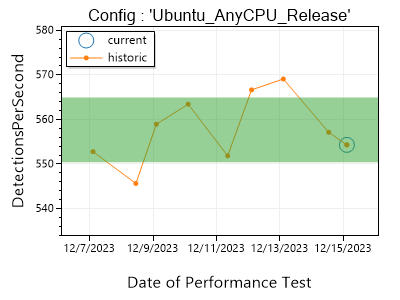 Config : 'Ubuntu_AnyCPU_Release'
current
historic
DetectionsPerSecond
580
570
560
550
540
12/7/2023 12/9/2023 12/11/2023 12/13/2023 12/15/2023
Date of Performance Test